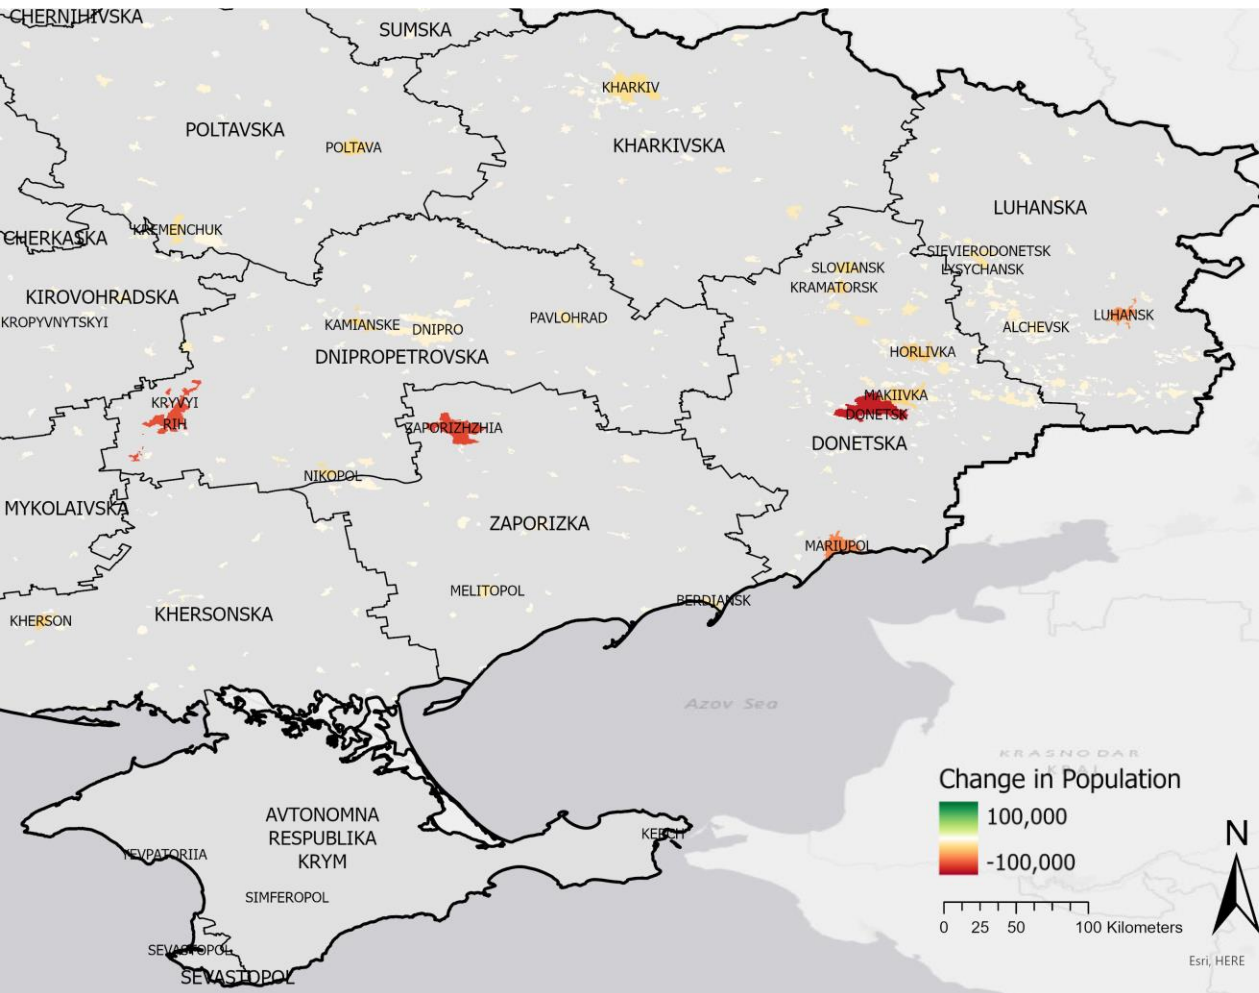 CHERNIHIVSKA
SUMSKA
KHARKIV
POLTAVSKA
POLTAVA
KHARKIVSKA
LUHANSKA
KREMENCHUK
CHERKASKA
SIEVIERODONETSK
LYSYCHANSK
SLOVIANSK
KRAMATORSK
KIROVOHRADSKA
KROPYVNYTSKYI
KAMIANSKE
DNIPRO
PAVLOHRAD
LUHANSK
ALCHEVSK
DNIPROPETROVSKA
HORLIVKA
KRYVYI
RIH
MAKIIVKA
DONETSK
ZAPORIZHZHIA
DONETSKA
NIKOPOL
MYKOLAIVSKA
ZAPORIZKA
MARIUPOL
MELITOPOL
BERDIANSK
KHERSON
KHERSONSKA
Azov Sea
KRASNODAR
KRAI
AVTONOMNA
RESPUBLIKA
KRYM
KERCH
YEVPATORIIA
SIMFEROPOL
SEVASTOPOL
SEVASTOPOL
Change in Population
100,000
-100,000
N
0 25 50 100 Kilometers
Esri, HERE